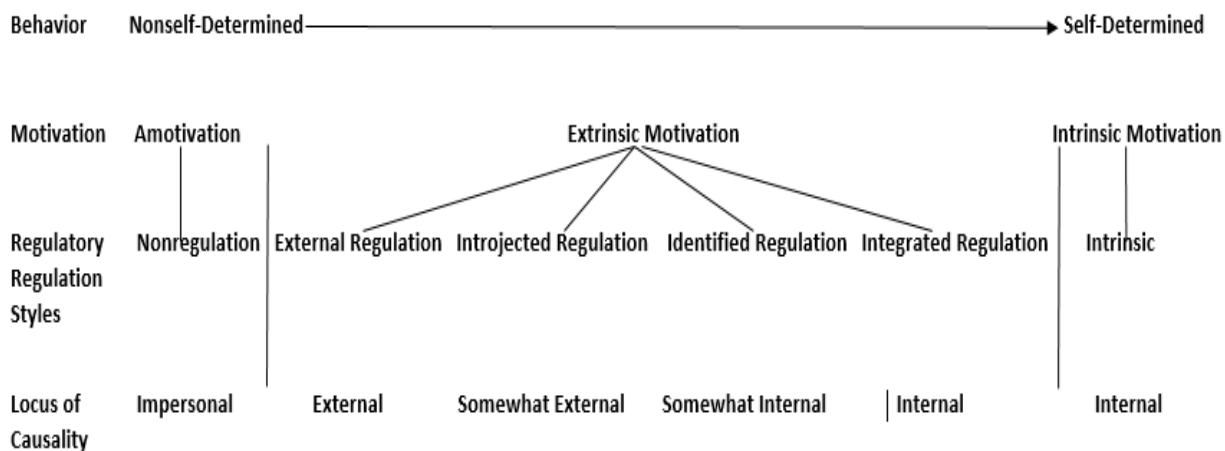 Behavior Nonself-Determined Self-Determined
Motivation Amotivation Extrinsic Motivation Intrinsic Motivation
Regulatory Nonregulation External Regulation Introjected Regulation Identified Regulation Integrated Regulation Intrinsic
Regulation
Styles
Locus of Impersonal External Somewhat External Somewhat Internal Internal Internal
Causality